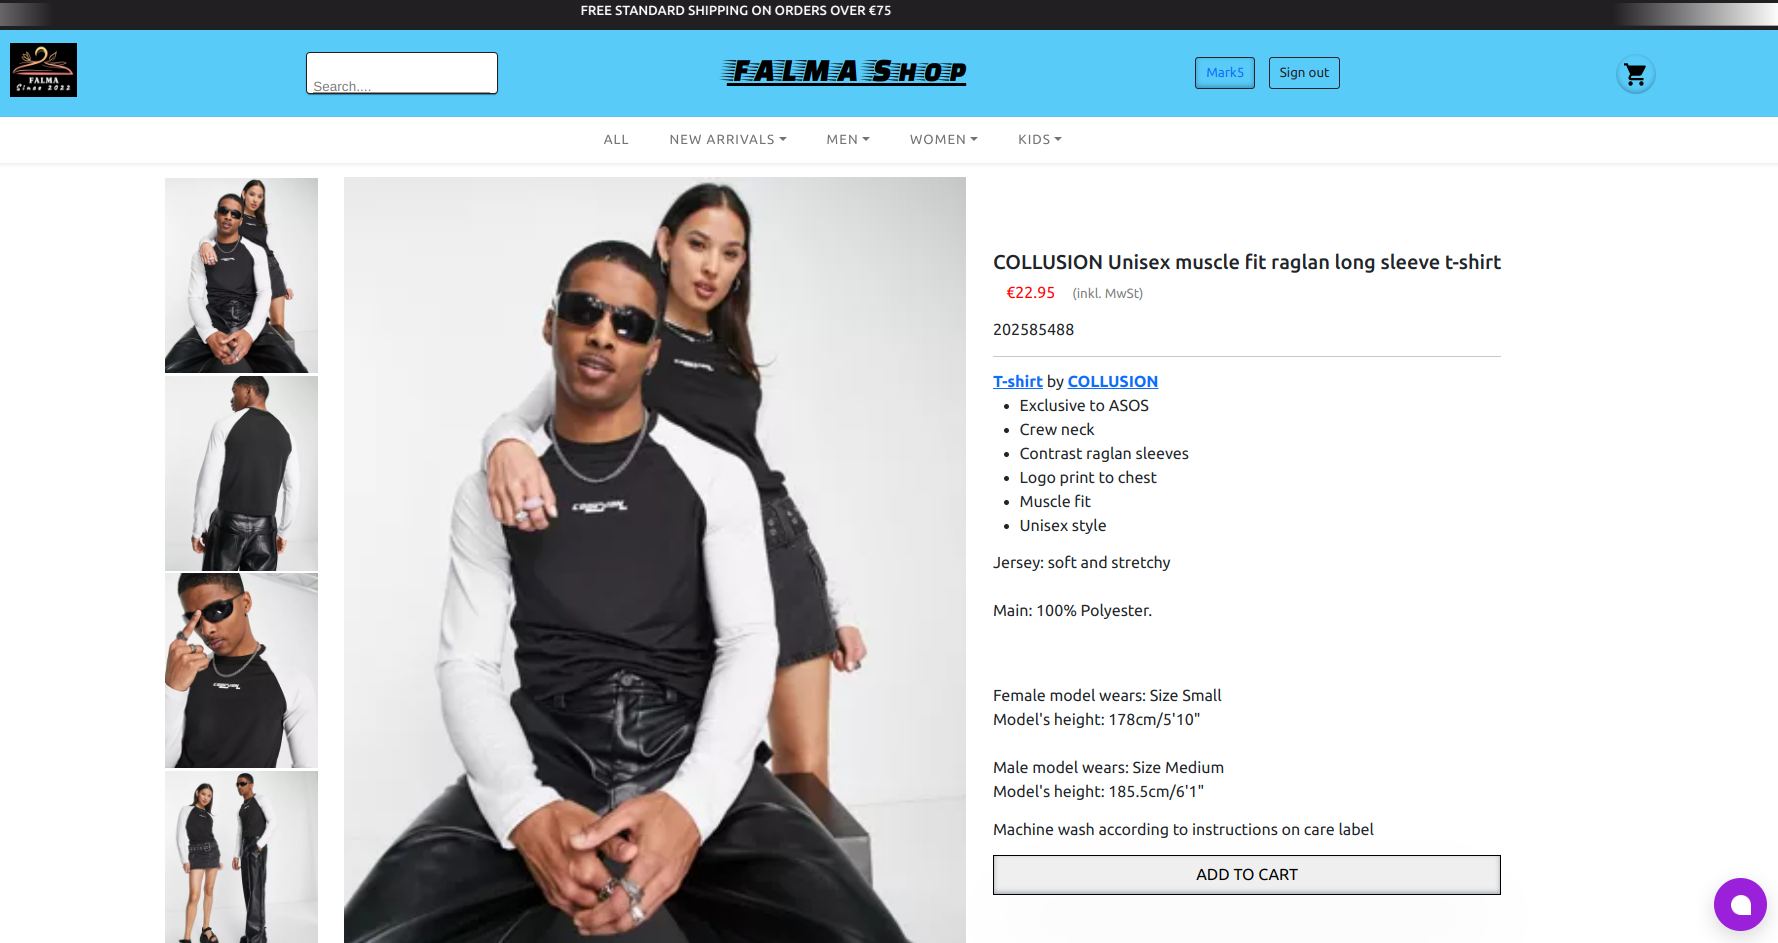 FREE STANDARD SHIPPING ON ORDERS OVER €75
FALMA
Since 2022
Search....
FALMA SHOP
Mark5
Sign out
ALL
NEW ARRIVALS
MEN
WOMEN
KIDS
COLLUSION Unisex muscle fit raglan long sleeve t-shirt
€22.95 (inkl. MwSt)
202585488
T-shirt by COLLUSION
Exclusive to ASOS
Crew neck
Contrast raglan sleeves
Logo print to chest
Muscle fit
Unisex style
Jersey: soft and stretchy
Main: 100% Polyester.
Female model wears: Size Small
Model's height: 178cm/5'10"
Male model wears: Size Medium
Model's height: 185.5cm/6'1"
Machine wash according to instructions on care label
ADD TO CART